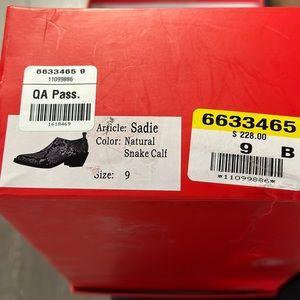 6633465 9
11099886
QA Pass.
1618469
Article: Sadie
Color: Natural
Snake Calf
Size: 9
6633465
$ 228.00
9 B
*11099886*